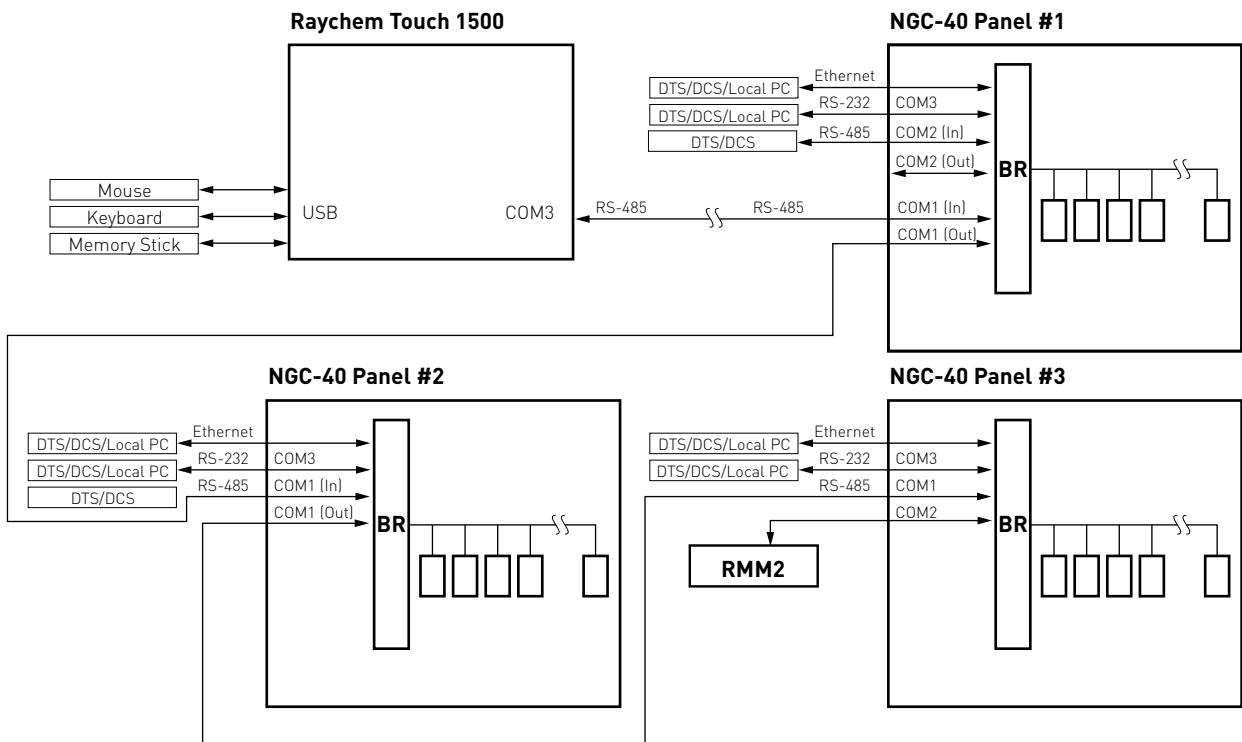 Raychem Touch 1500
NGC-40 Panel #1
Mouse
Keyboard
Memory Stick
USB
COM3
RS-485
RS-485
DTS/DCS/Local PC
Ethernet
DTS/DCS/Local PC
RS-232
COM3
DTS/DCS
RS-485
COM2 (In)
COM2 (Out)
COM1 (In)
COM1 (Out)
BR
NGC-40 Panel #2
DTS/DCS/Local PC
Ethernet
DTS/DCS/Local PC
RS-232
COM3
DTS/DCS
RS-485
COM1 (In)
COM1 (Out)
BR
NGC-40 Panel #3
DTS/DCS/Local PC
Ethernet
DTS/DCS/Local PC
RS-232
COM3
RS-485
COM1
COM2
BR
RMM2